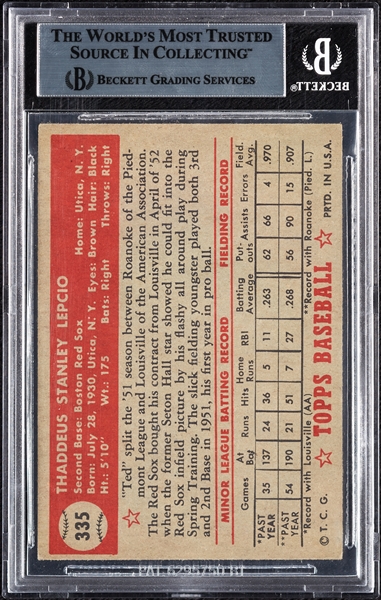 THE WORLD'S MOST TRUSTED
SOURCE IN COLLECTING™
BECKETT GRADING SERVICES
BECKETT
335
THADDEUS STANLEY LEPCIO
Second Base: Boston Red Sox Home: Utica, N. Y.
Born: July 28, 1930, Utica, N. Y. Eyes: Brown Hair: Black
Ht.: 5'10" Wt.: 175 Bats: Right Throws: Right
"Ted" split the '51 season between Roanoke of the Pied-
mont League and Louisville of the American Association.
The Red Sox bought his contract from Louisville in April of '52
when the former Seton Hall star showed he could fit into the
Red Sox infield picture by his flashy all around play during
Spring Training. The slick fielding youngster played both 3rd
and 2nd Base in 1951, his first year in pro ball.
MINOR LEAGUE BATTING RECORD FIELDING RECORD
Games At Bat Runs Hits Home Runs RBI Batting Average Put-outs Assists Errors Field. Avg.
*PAST YEAR 35 137 24 36 .263 62 66 4 .970
**PAST YEAR 54 190 21 51 .268 56 90 15 .907
*Record with Louisville (AA) **Record with Roanoke (Pied. L.)
© T. C. G. TOPPS BASEBALL PRTD. IN U.S.A.